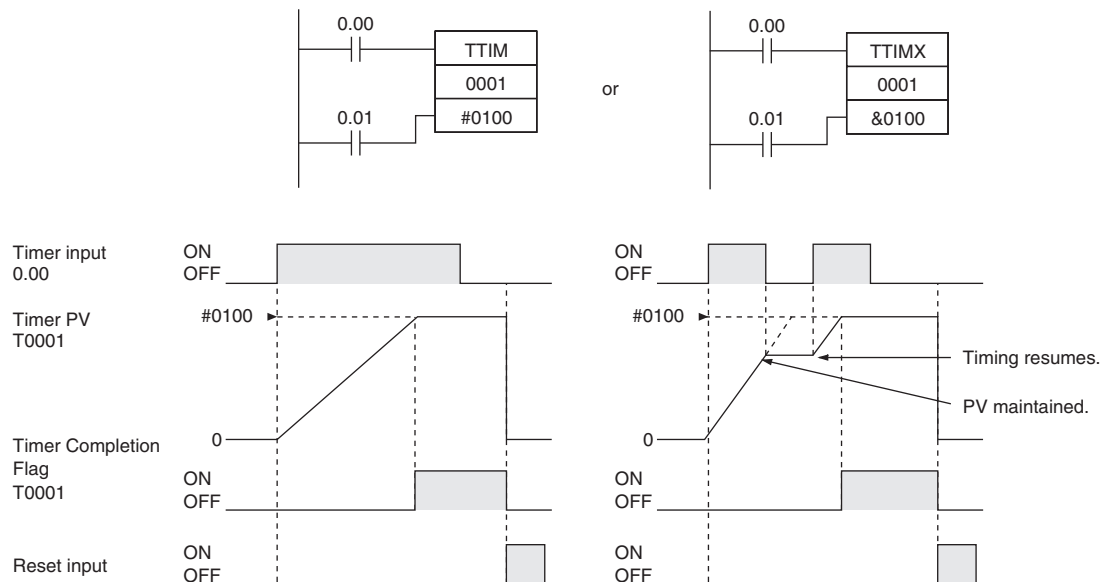 0.00
TTIM
0001
0.01
#0100
or
0.00
TTIMX
0001
0.01
&0100
Timer input
0.00
ON
OFF
ON
OFF
Timer PV
T0001
#0100
0
#0100
0
Timing resumes.
PV maintained.
Timer Completion
Flag
T0001
ON
OFF
ON
OFF
Reset input
ON
OFF
ON
OFF